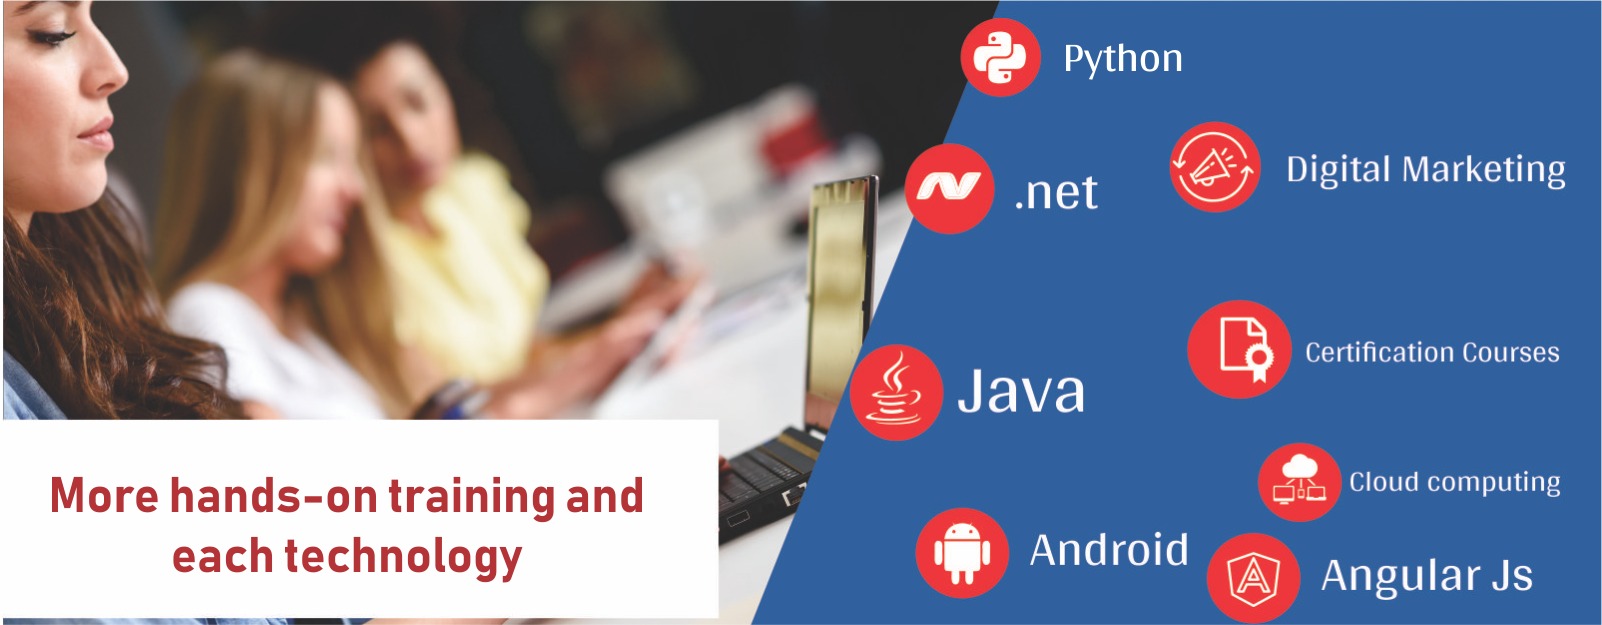 More hands-on training and
each technology
Python
.net
Digital Marketing
Java
Certification Courses
Cloud computing
Android
Angular Js